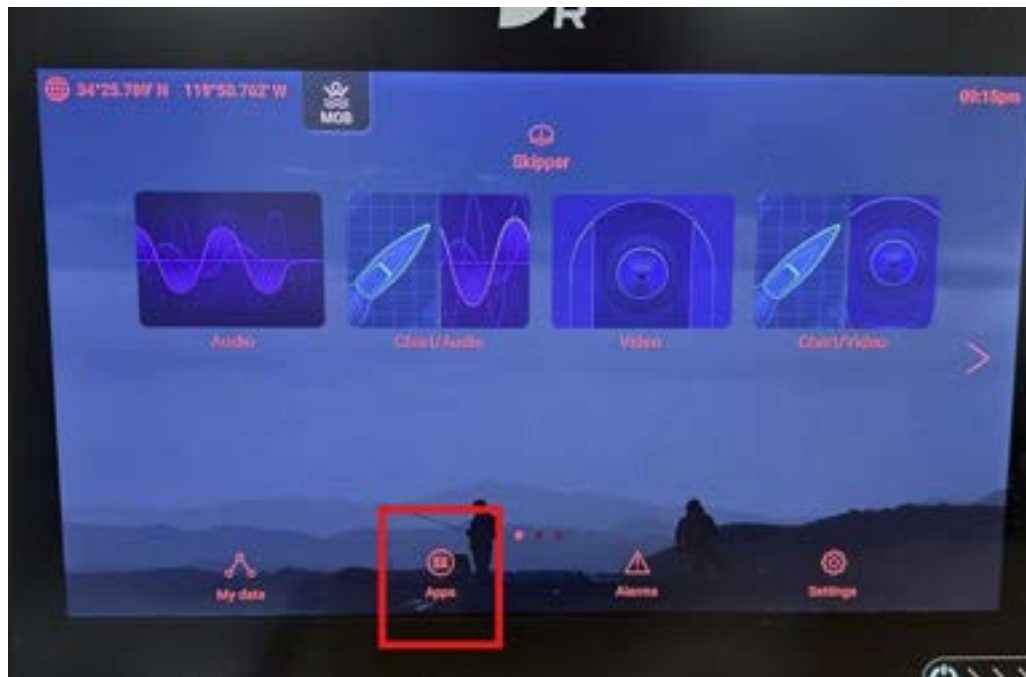 R
34°25.789' N 119°50.762' W
MOB
09:15pm
Skipper
Audio
Chart/Audio
Video
Chart/Video
My data
Apps
Alarms
Settings